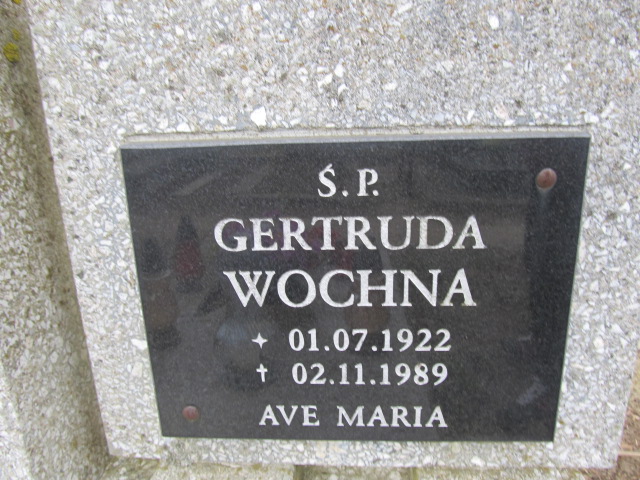 Ś.P.
GERTRUDA
WOCHNA
✦ 01.07.1922
† 02.11.1989
AVE MARIA